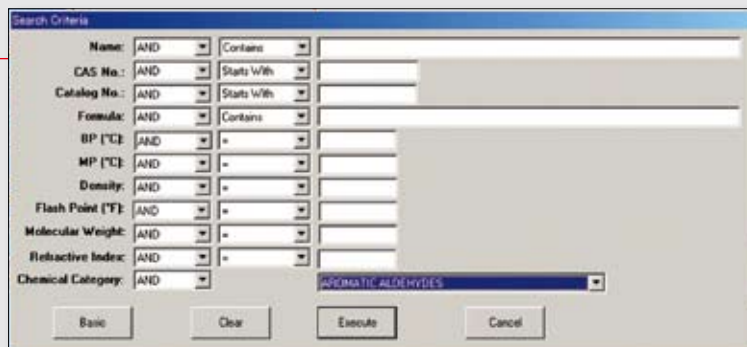 Search Criteria
Name: AND Contains
CAS No.: AND Starts With
Catalog No.: AND Starts With
Formula: AND Contains
BP (°C): AND =
MP (°C): AND =
Density: AND =
Flash Point (°F): AND =
Molecular Weight: AND =
Refractive Index: AND =
Chemical Category: AND AROMATIC ALDEHYDES
Basic Clear Execute Cancel